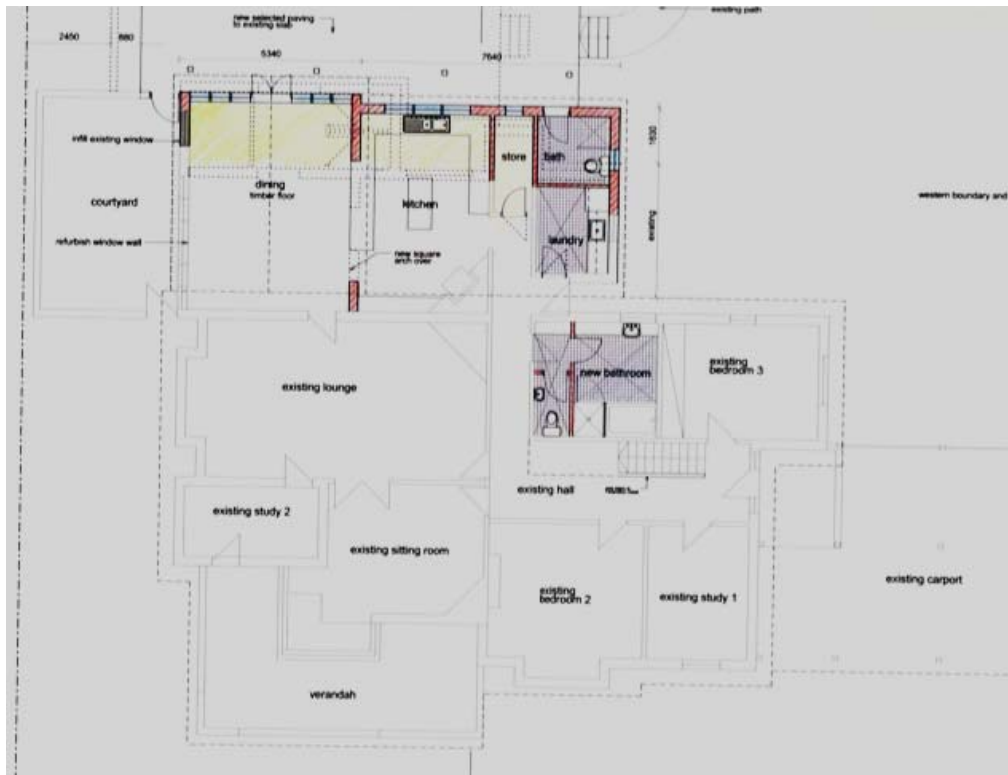 new selected paving
to existing slab
existing path
2450
880
5340
7640
infill existing window
1630
store
bath
dining
timber floor
kitchen
courtyard
western boundary and
existing
refurbish window wall
laundry
new square
arch over
existing lounge
new bathroom
existing
bedroom 3
existing hall
existing study 2
existing sitting room
existing
bedroom 2
existing study 1
existing carport
verandah